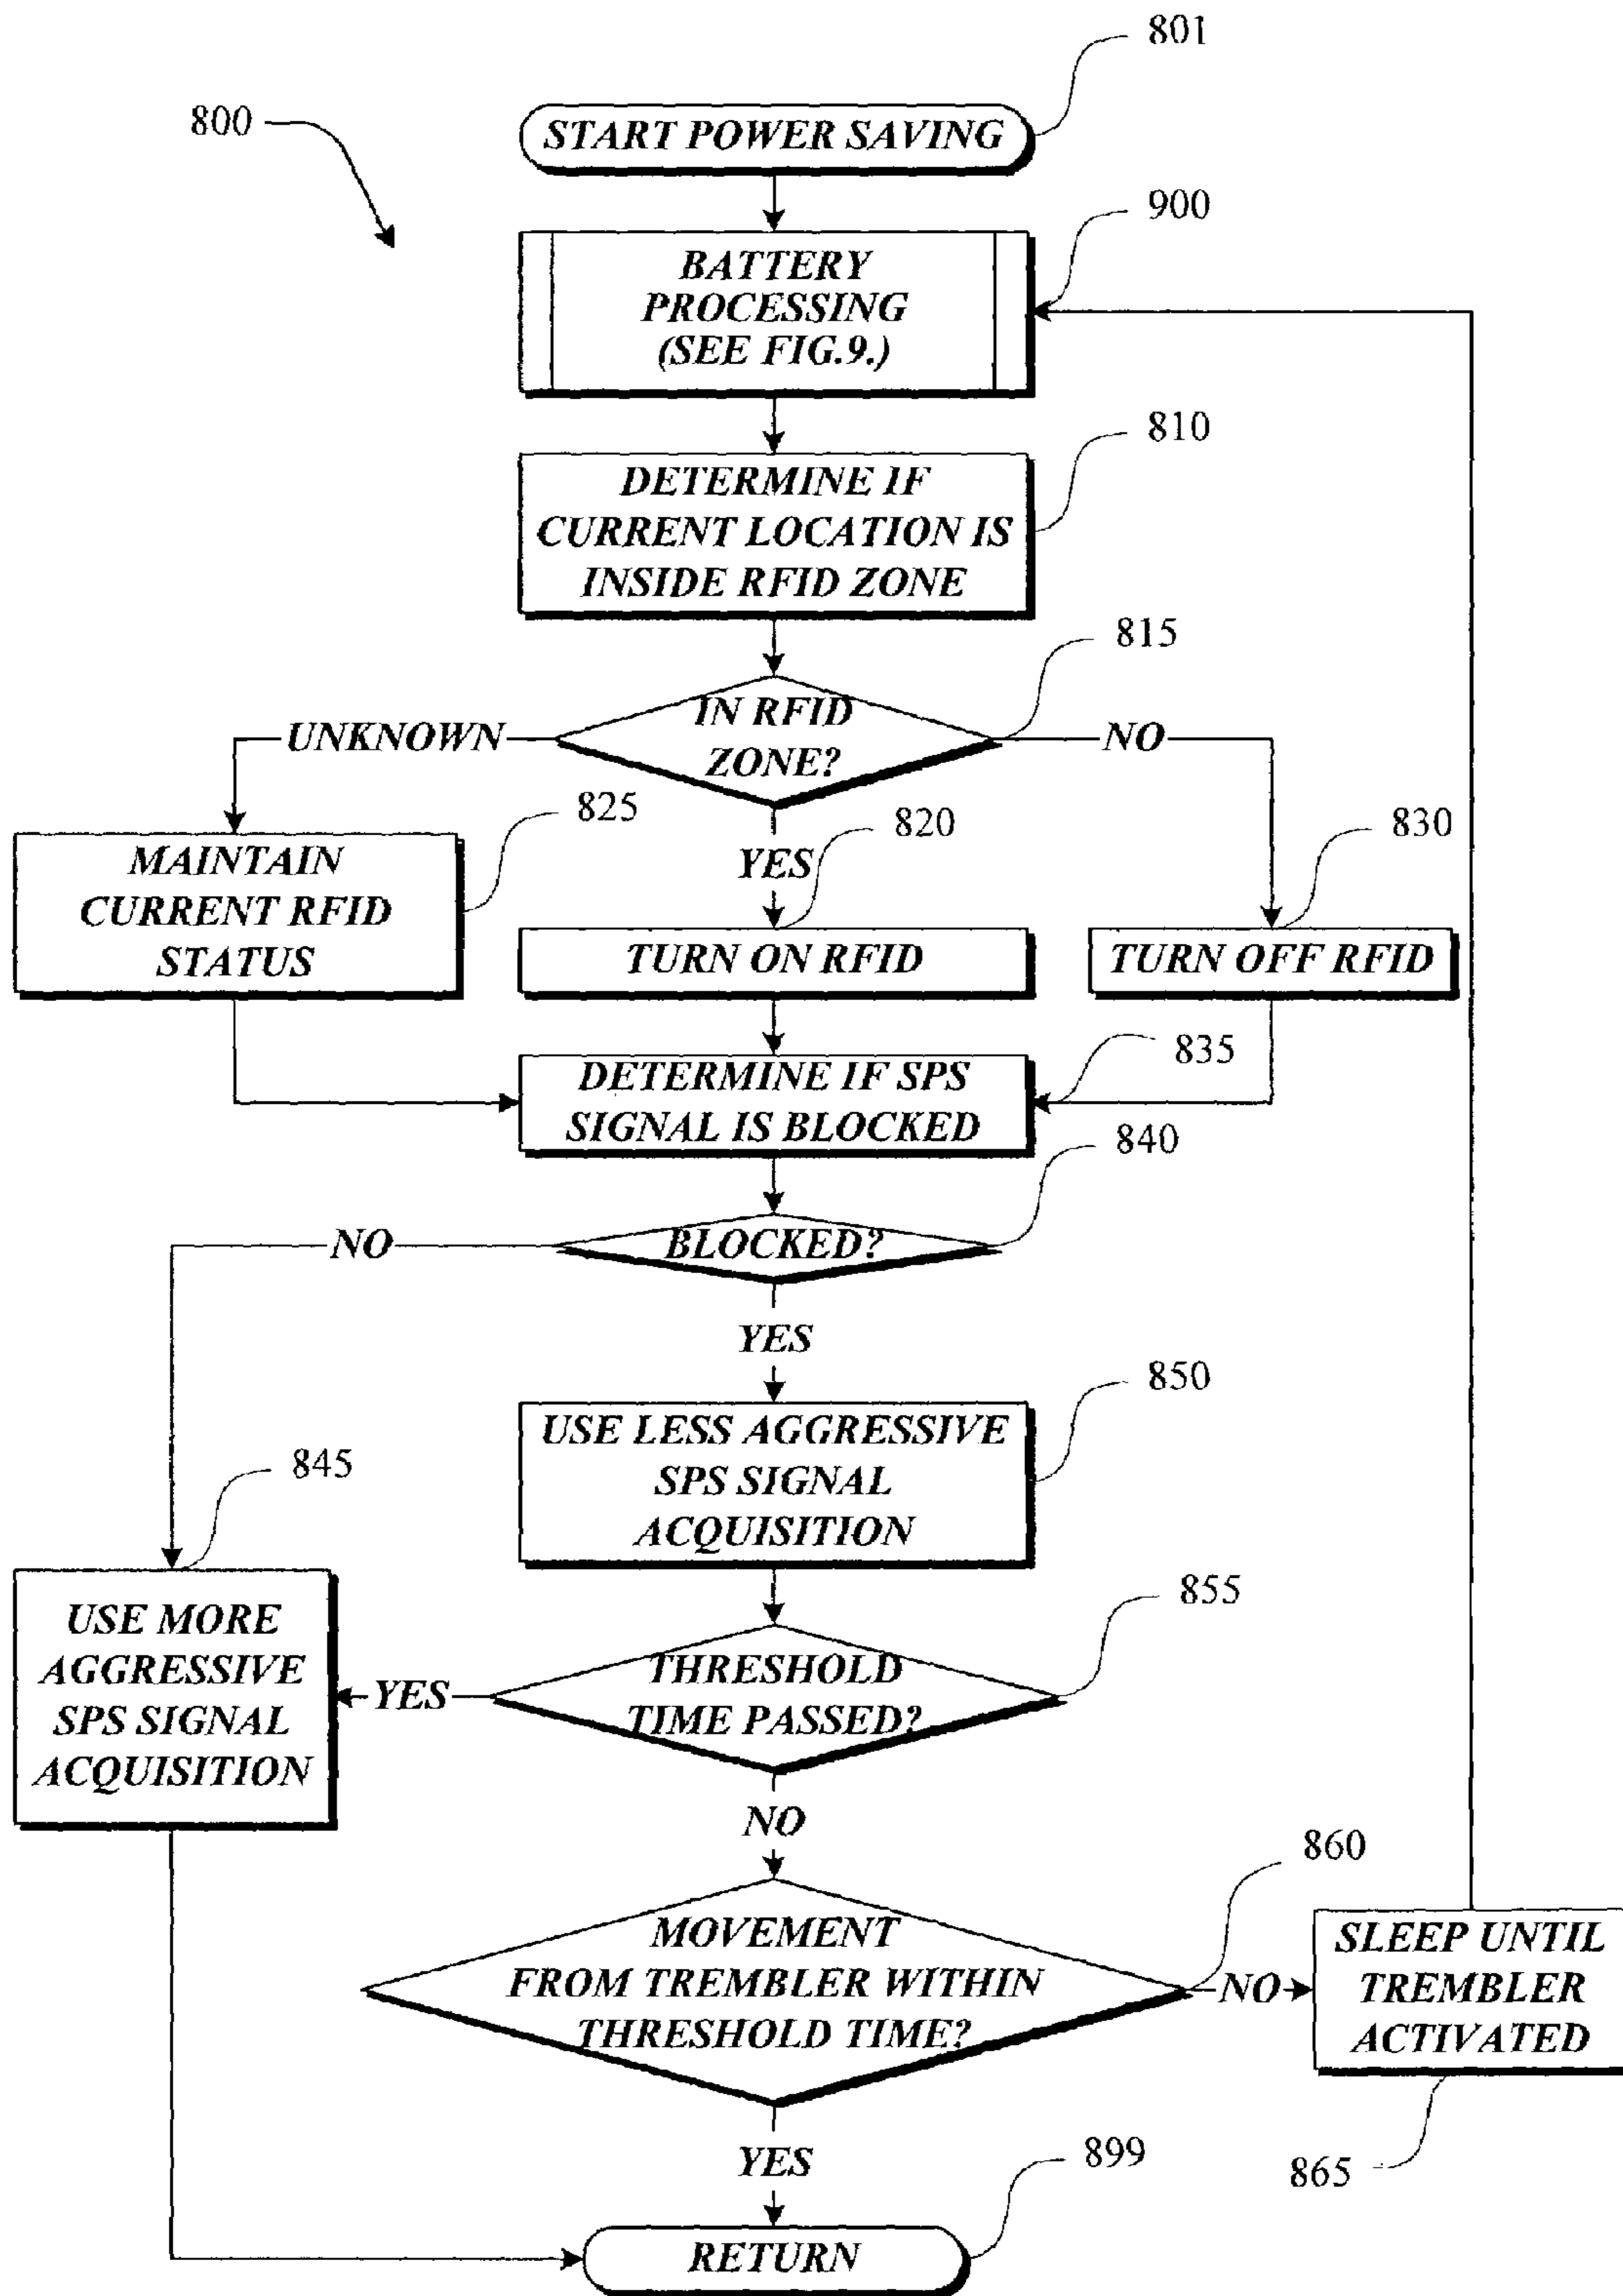 801
800
START POWER SAVING
900
BATTERY
PROCESSING
(SEE FIG.9.)
810
DETERMINE IF
CURRENT LOCATION IS
INSIDE RFID ZONE
815
IN RFID
ZONE?
UNKNOWN
NO
825
820
830
YES
MAINTAIN
CURRENT RFID
STATUS
TURN ON RFID
TURN OFF RFID
835
DETERMINE IF SPS
SIGNAL IS BLOCKED
840
BLOCKED?
NO
YES
850
USE LESS AGGRESSIVE
SPS SIGNAL
ACQUISITION
845
855
USE MORE
AGGRESSIVE
SPS SIGNAL
ACQUISITION
YES
THRESHOLD
TIME PASSED?
NO
860
MOVEMENT
FROM TREMBLER WITHIN
THRESHOLD TIME?
NO
SLEEP UNTIL
TREMBLER
ACTIVATED
865
YES
899
RETURN